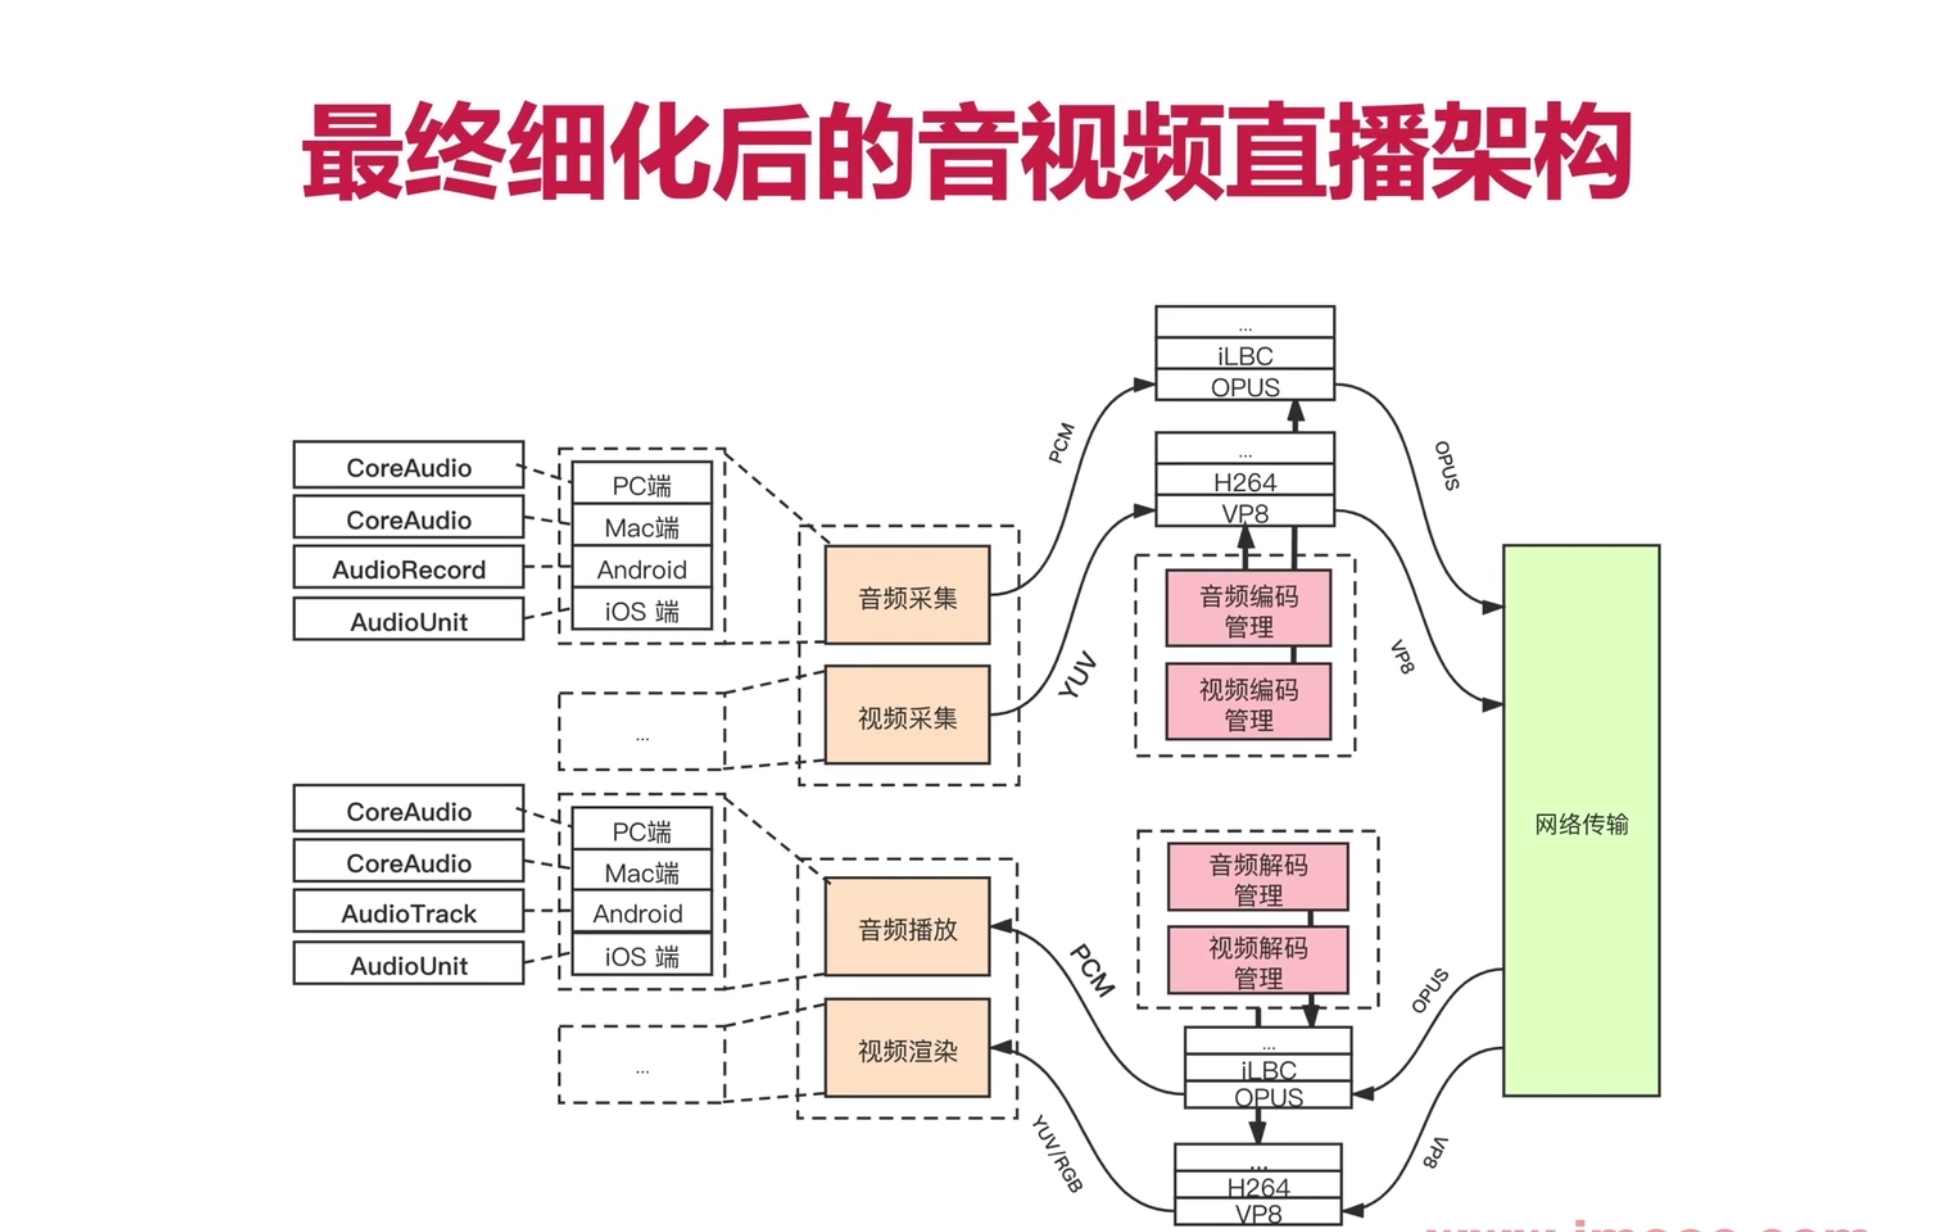 最终细化后的音视频直播架构
...
iLBC
OPUS
PCM
OPUS
...
H264
VP8
YUV
VP8
CoreAudio
CoreAudio
AudioRecord
AudioUnit
PC端
Mac端
Android
iOS 端
...
音频采集
视频采集
音频编码
管理
视频编码
管理
网络传输
CoreAudio
CoreAudio
AudioTrack
AudioUnit
PC端
Mac端
Android
iOS 端
...
音频播放
视频渲染
音频解码
管理
视频解码
管理
PCM
OPUS
...
iLBC
OPUS
YUV/RGB
VP8
...
H264
VP8